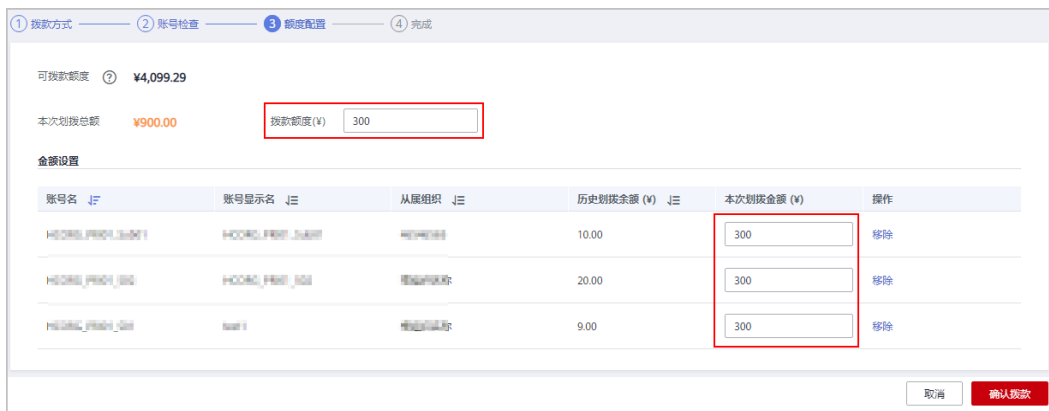 1 拨款方式 2 账号检查 3 额度配置 4 完成
可拨款额度 ? ¥4,099.29
本次划拨总额 ¥900.00 拨款额度(¥) 300
金额设置
账号名 账号显示名 从属组织 历史划拨余额 (¥) 本次划拨金额 (¥) 操作
10.00 300 移除
20.00 300 移除
9.00 300 移除
取消 确认拨款